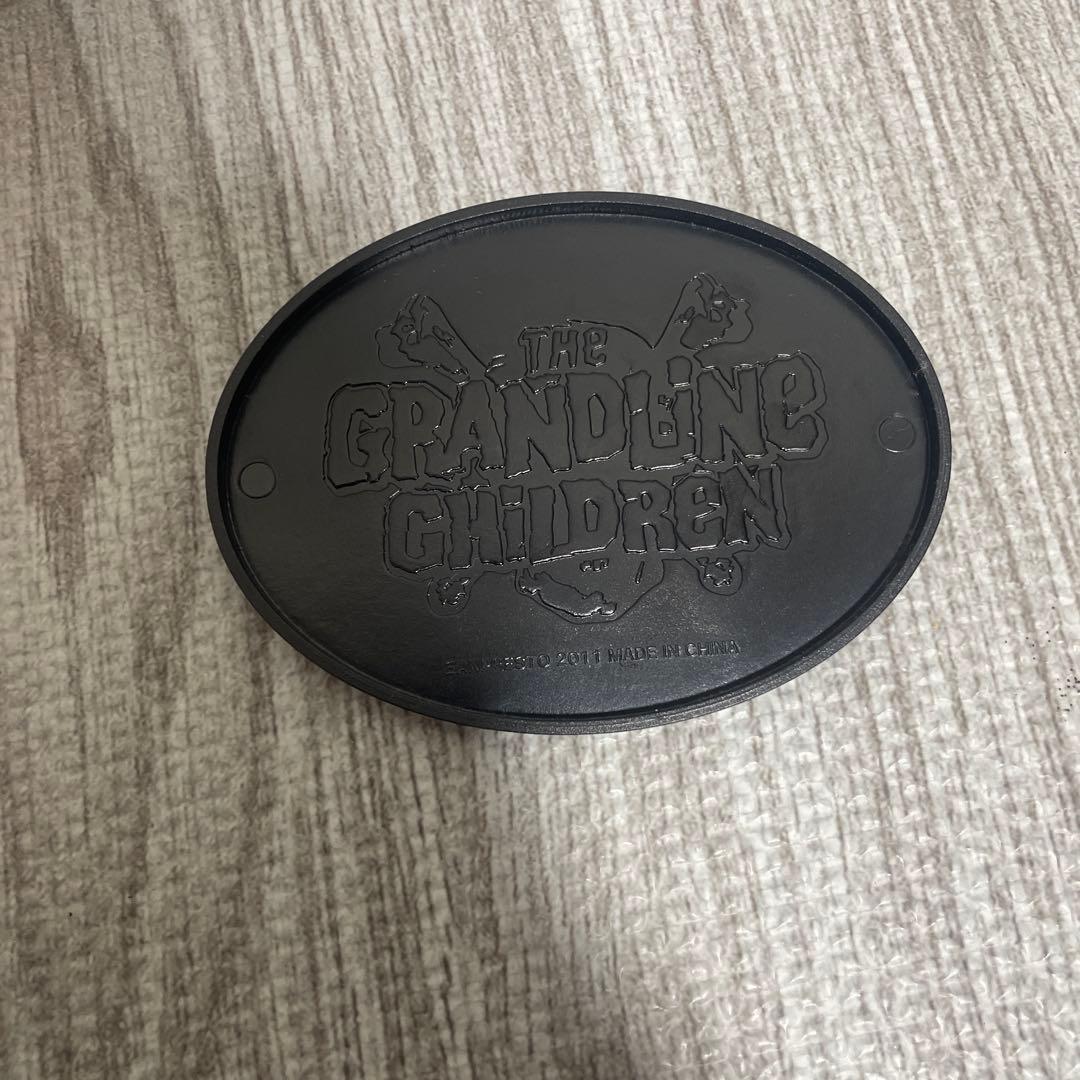 THe
GRANDLiNe
CHiLDReN
2011 MADE IN CHINA